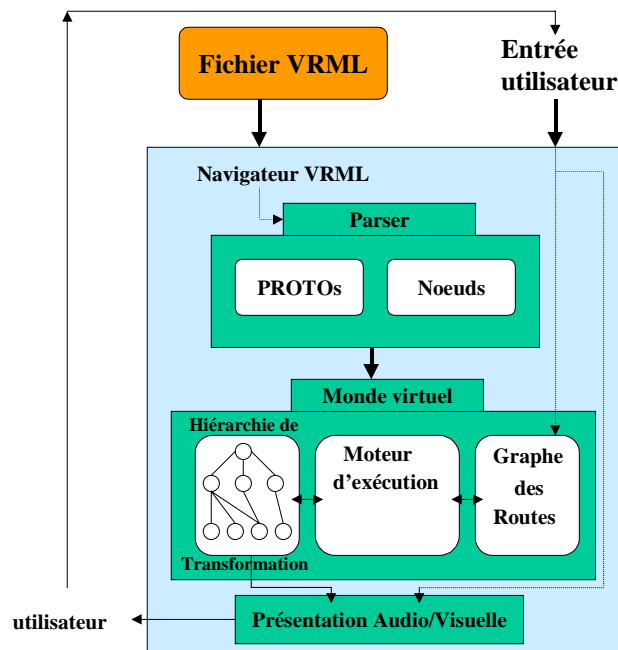 Fichier VRML
Entrée
utilisateur
Navigateur VRML
Parser
PROTOs
Noeuds
Monde virtuel
Hiérarchie de
Transformation
Moteur
d'exécution
Graphe
des
Routes
Présentation Audio/Visuelle
utilisateur